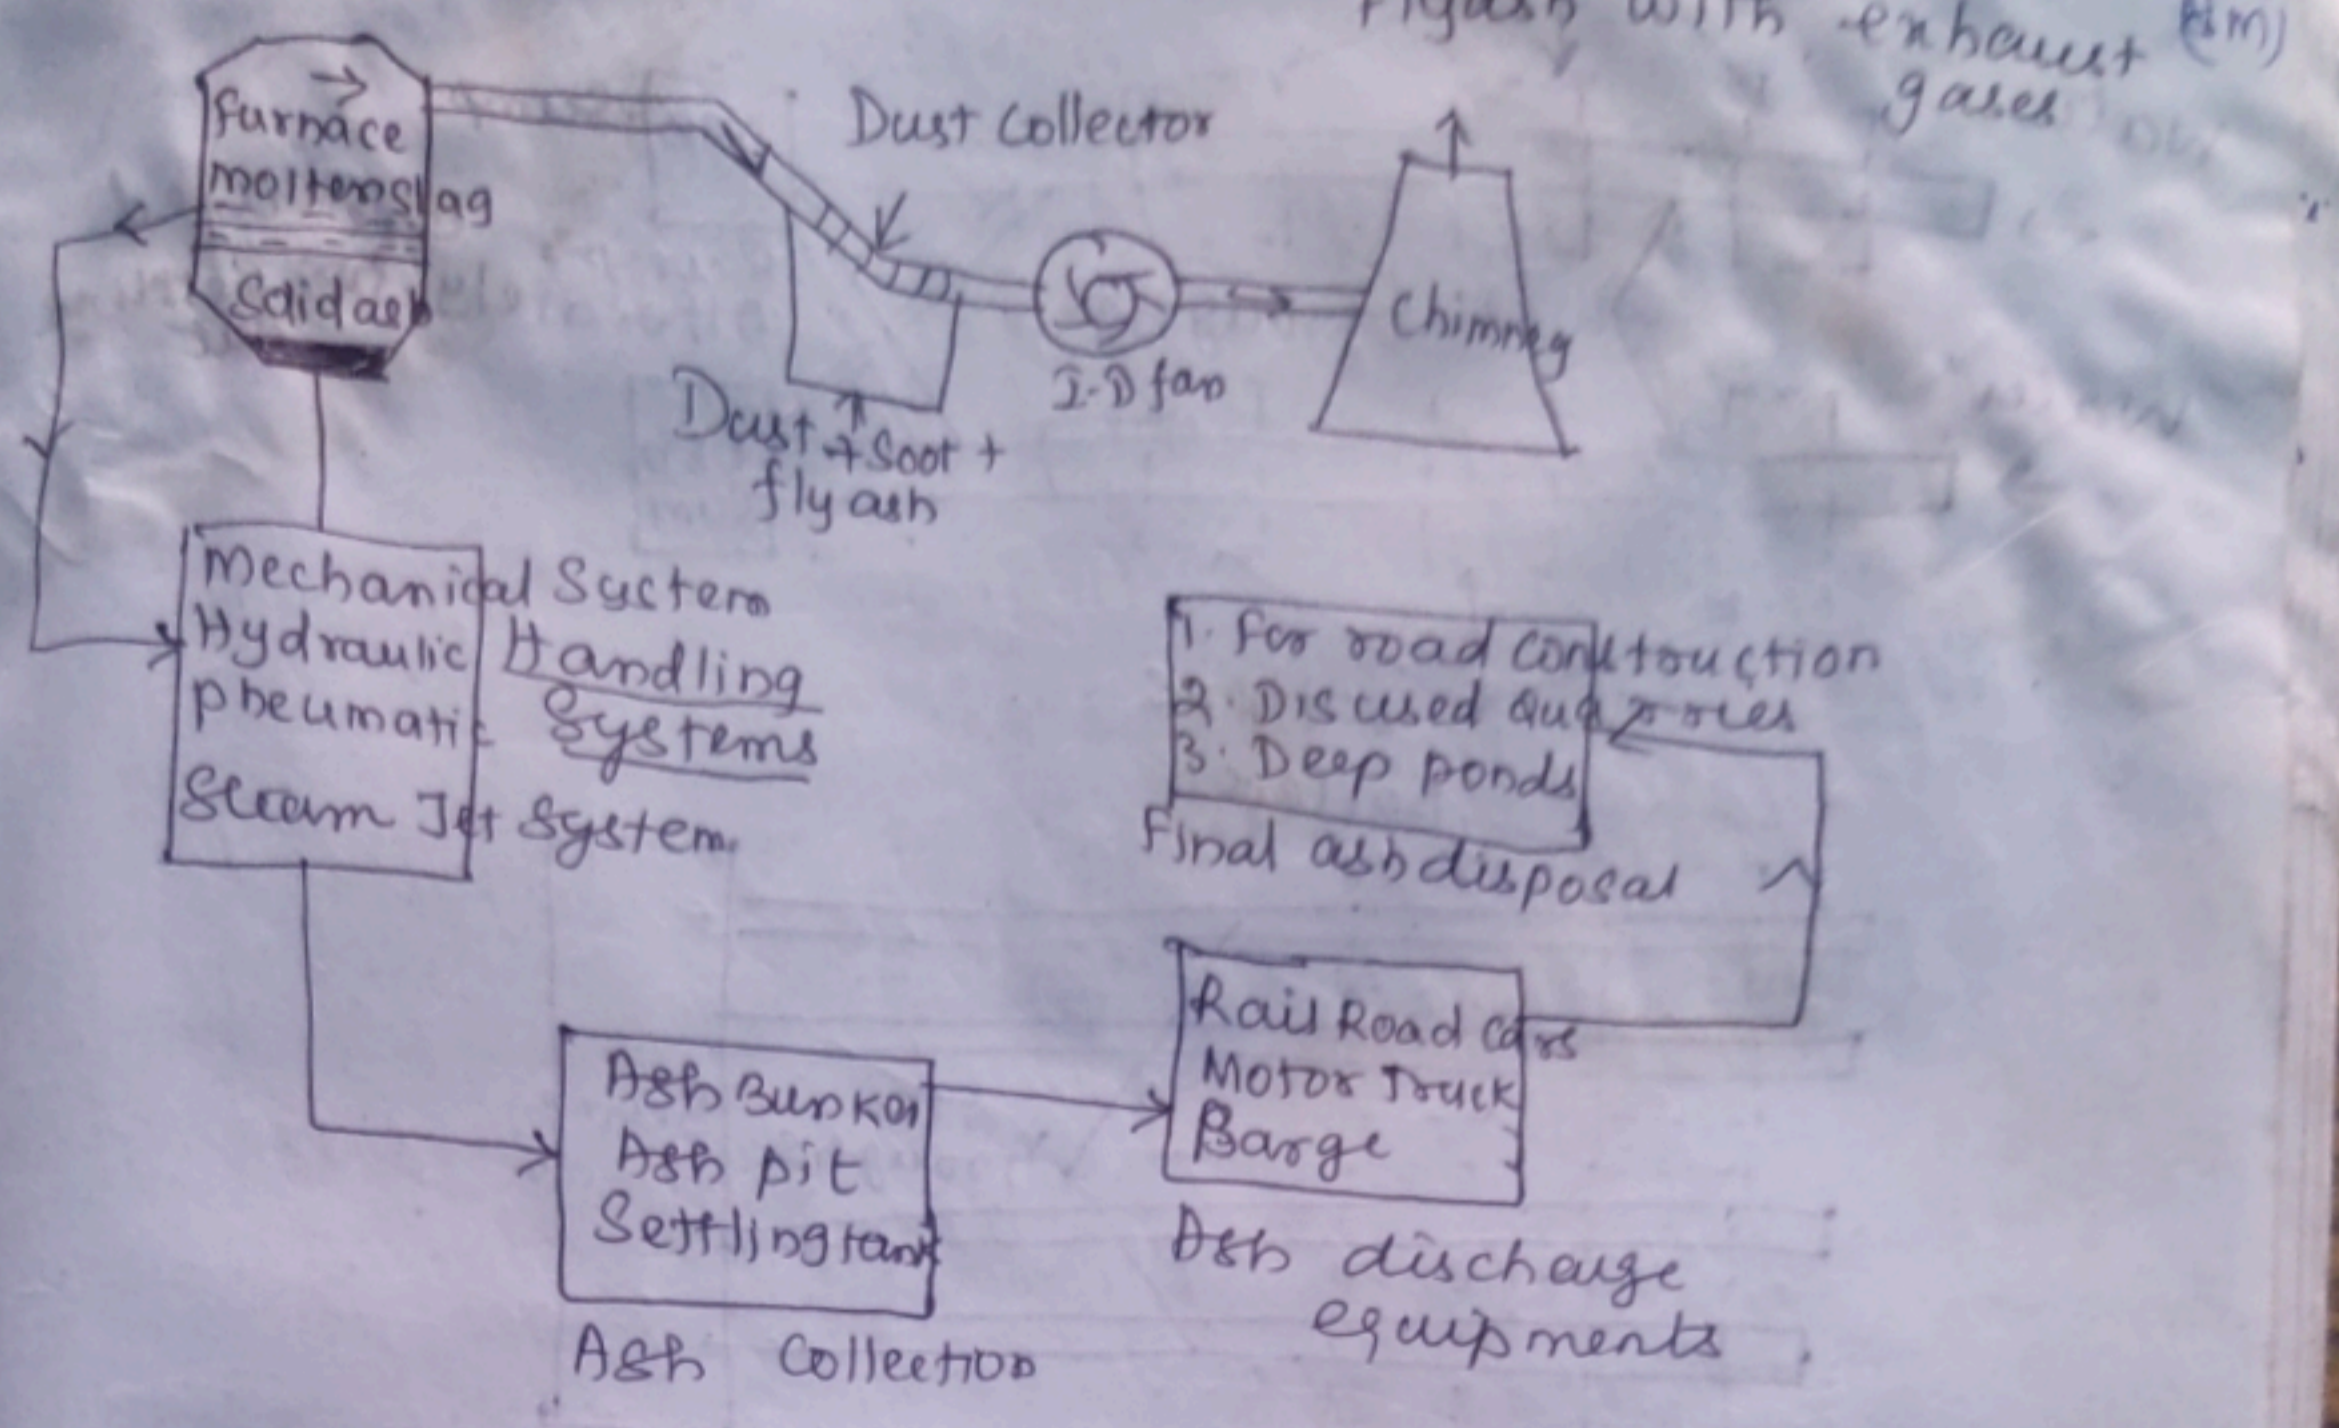 Flyash with exhaust (8m)
gases
Dust Collector
furnace
moltenslag
Solid ash
Chimney
I.D fan
Dust + Soot +
fly ash
Mechanical System
Hydraulic Handling
pneumatic Systems
Steam Jet System
1. For road construction
2. Discused Quarries
3. Deep ponds
Final ash disposal
Rail Road Cars
Motor Truck
Barge
Ash discharge
equipments
Ash Bunker
Ash pit
Settling tank
Ash Collection